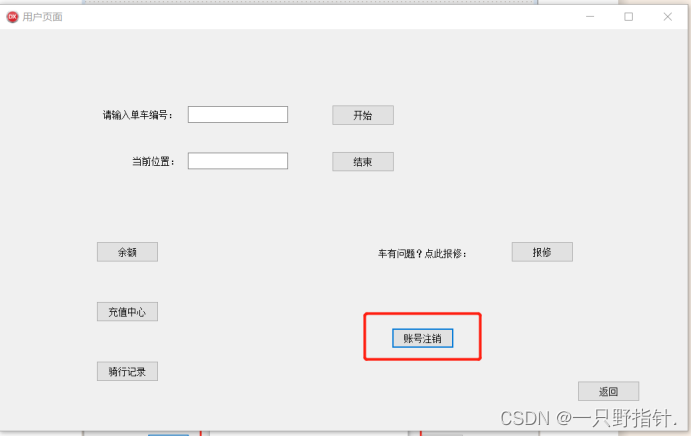 用户页面
请输入单车编号：
开始
当前位置：
结束
余额
车有问题？点此报修：
报修
充值中心
账号注销
骑行记录
返回
CSDN @一只野指针.